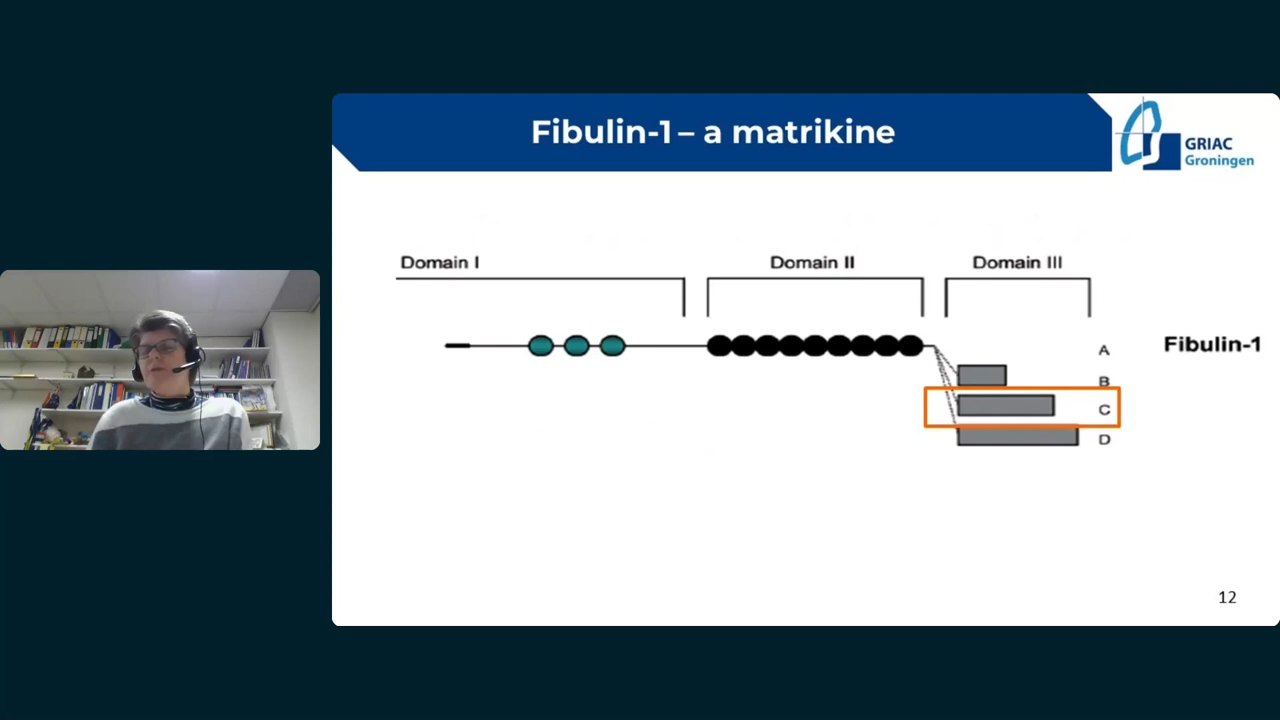 Fibulin-1 – a matrikine
GRIAC
Groningen
Domain I
Domain II
Domain III
A
Fibulin-1
B
C
D
12